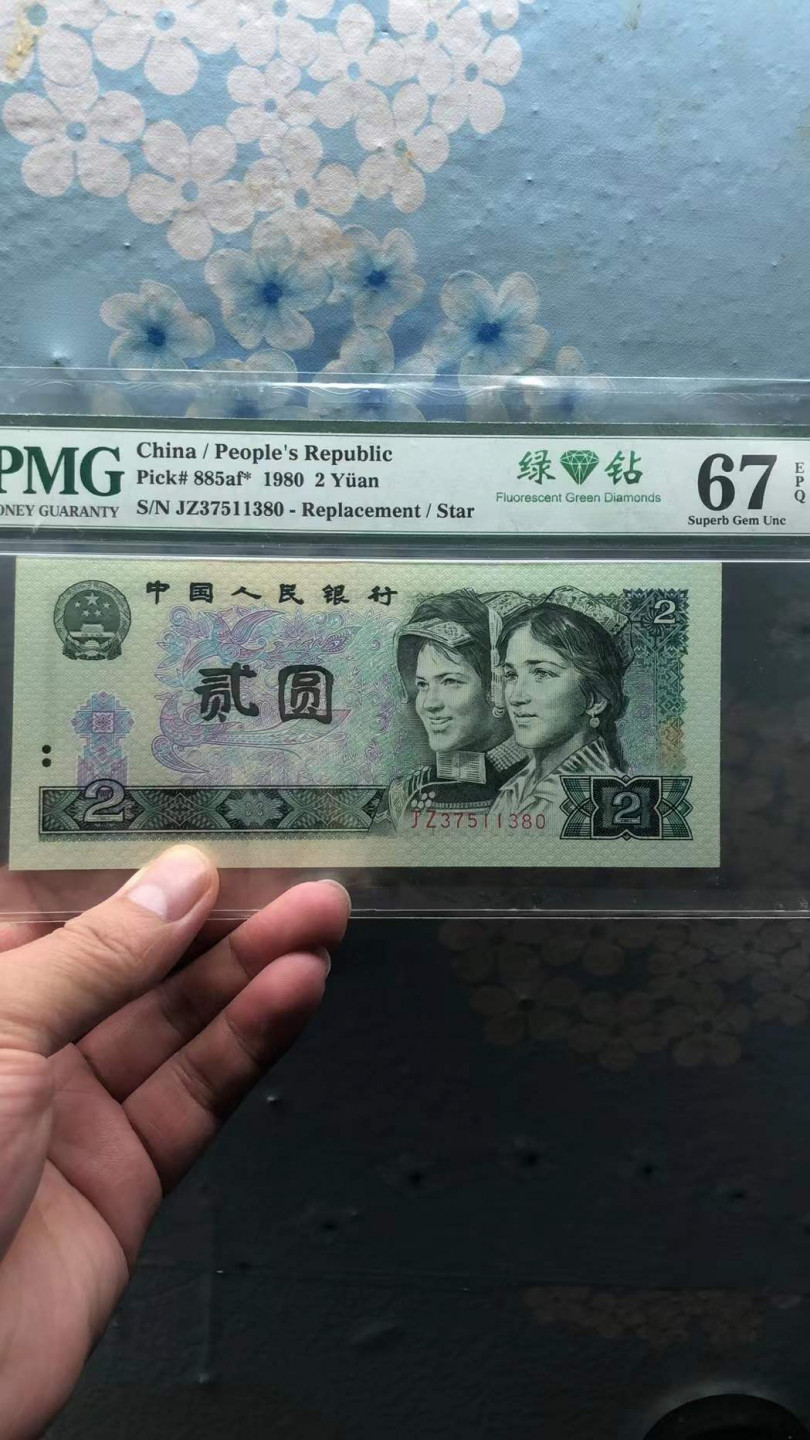 PMG
ONEY GUARANTY
China / People's Republic
Pick# 885af* 1980 2 Yüan
S/N JZ37511380 - Replacement / Star
绿 钻
Fluorescent Green Diamonds
67
EPQ
Superb Gem Unc
中国人民银行
2
贰圆
2
2
JZ37511380